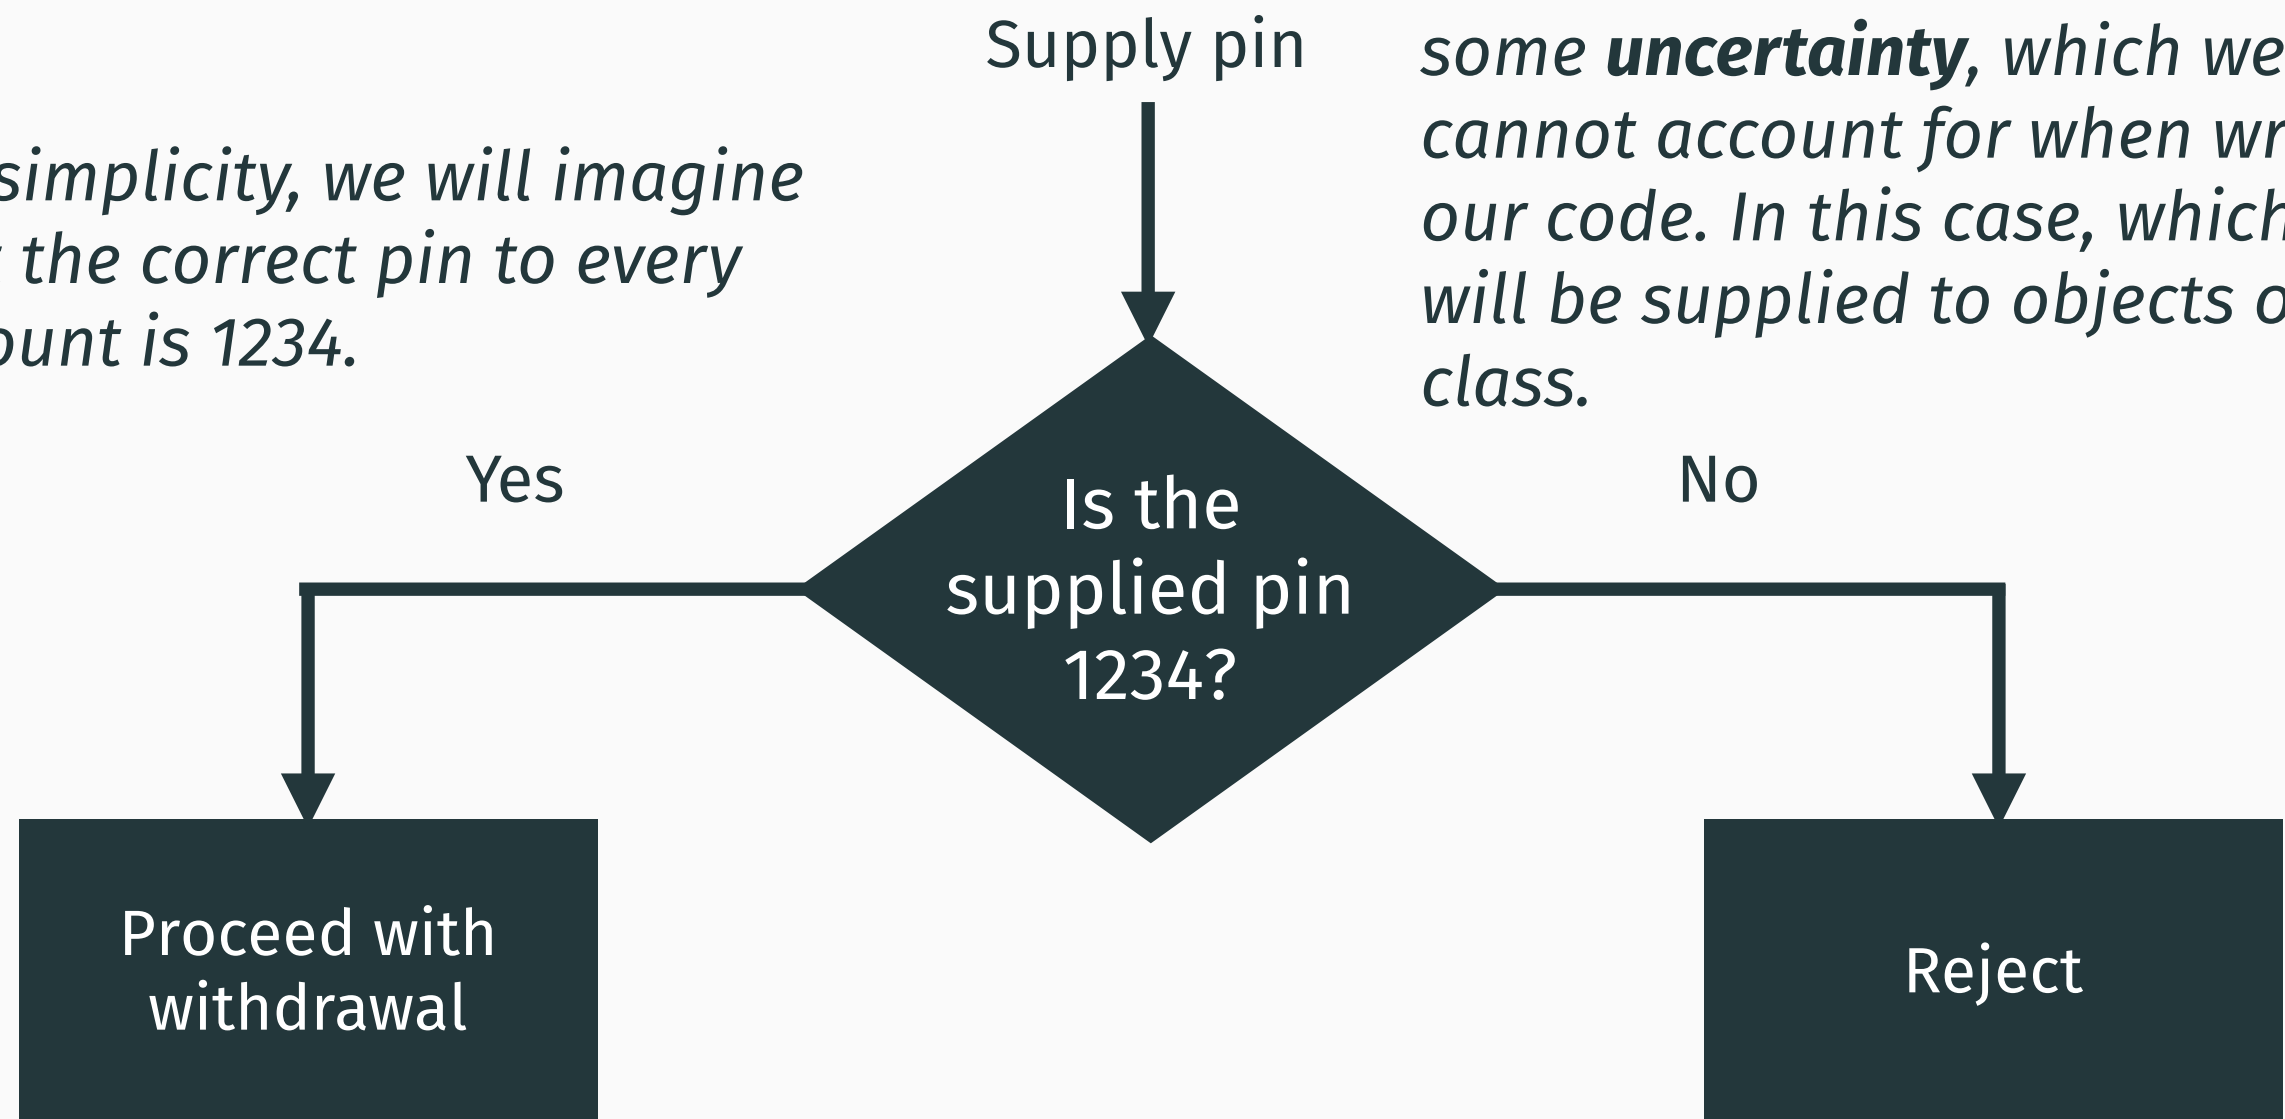 Supply pin
some uncertainty, which we
cannot account for when wr
our code. In this case, which
will be supplied to objects o
class.
simplicity, we will imagine
the correct pin to every
ount is 1234.
Yes
No
Is the
supplied pin
1234?
Proceed with
withdrawal
Reject